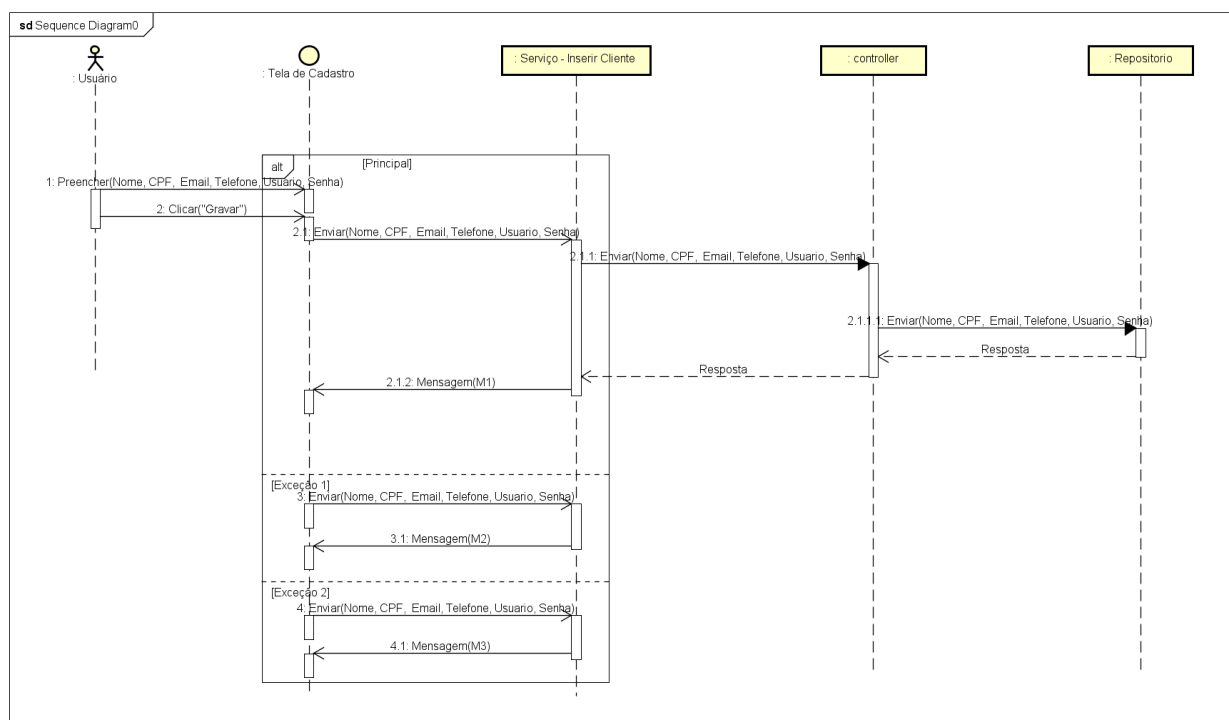 sd Sequence Diagram0
: Usuário
: Tela de Cadastro
: Serviço - Inserir Cliente
: controller
: Repositorio
alt
[Principal]
1: Preencher(Nome, CPF, Email, Telefone, Usuario, Senha)
2: Clicar("Gravar")
2.1: Enviar(Nome, CPF, Email, Telefone, Usuario, Senha)
2.1.1: Enviar(Nome, CPF, Email, Telefone, Usuario, Senha)
2.1.1.1: Enviar(Nome, CPF, Email, Telefone, Usuario, Senha)
Resposta
Resposta
2.1.2: Mensagem(M1)
[Exceção 1]
3: Enviar(Nome, CPF, Email, Telefone, Usuario, Senha)
3.1: Mensagem(M2)
[Exceção 2]
4: Enviar(Nome, CPF, Email, Telefone, Usuario, Senha)
4.1: Mensagem(M3)